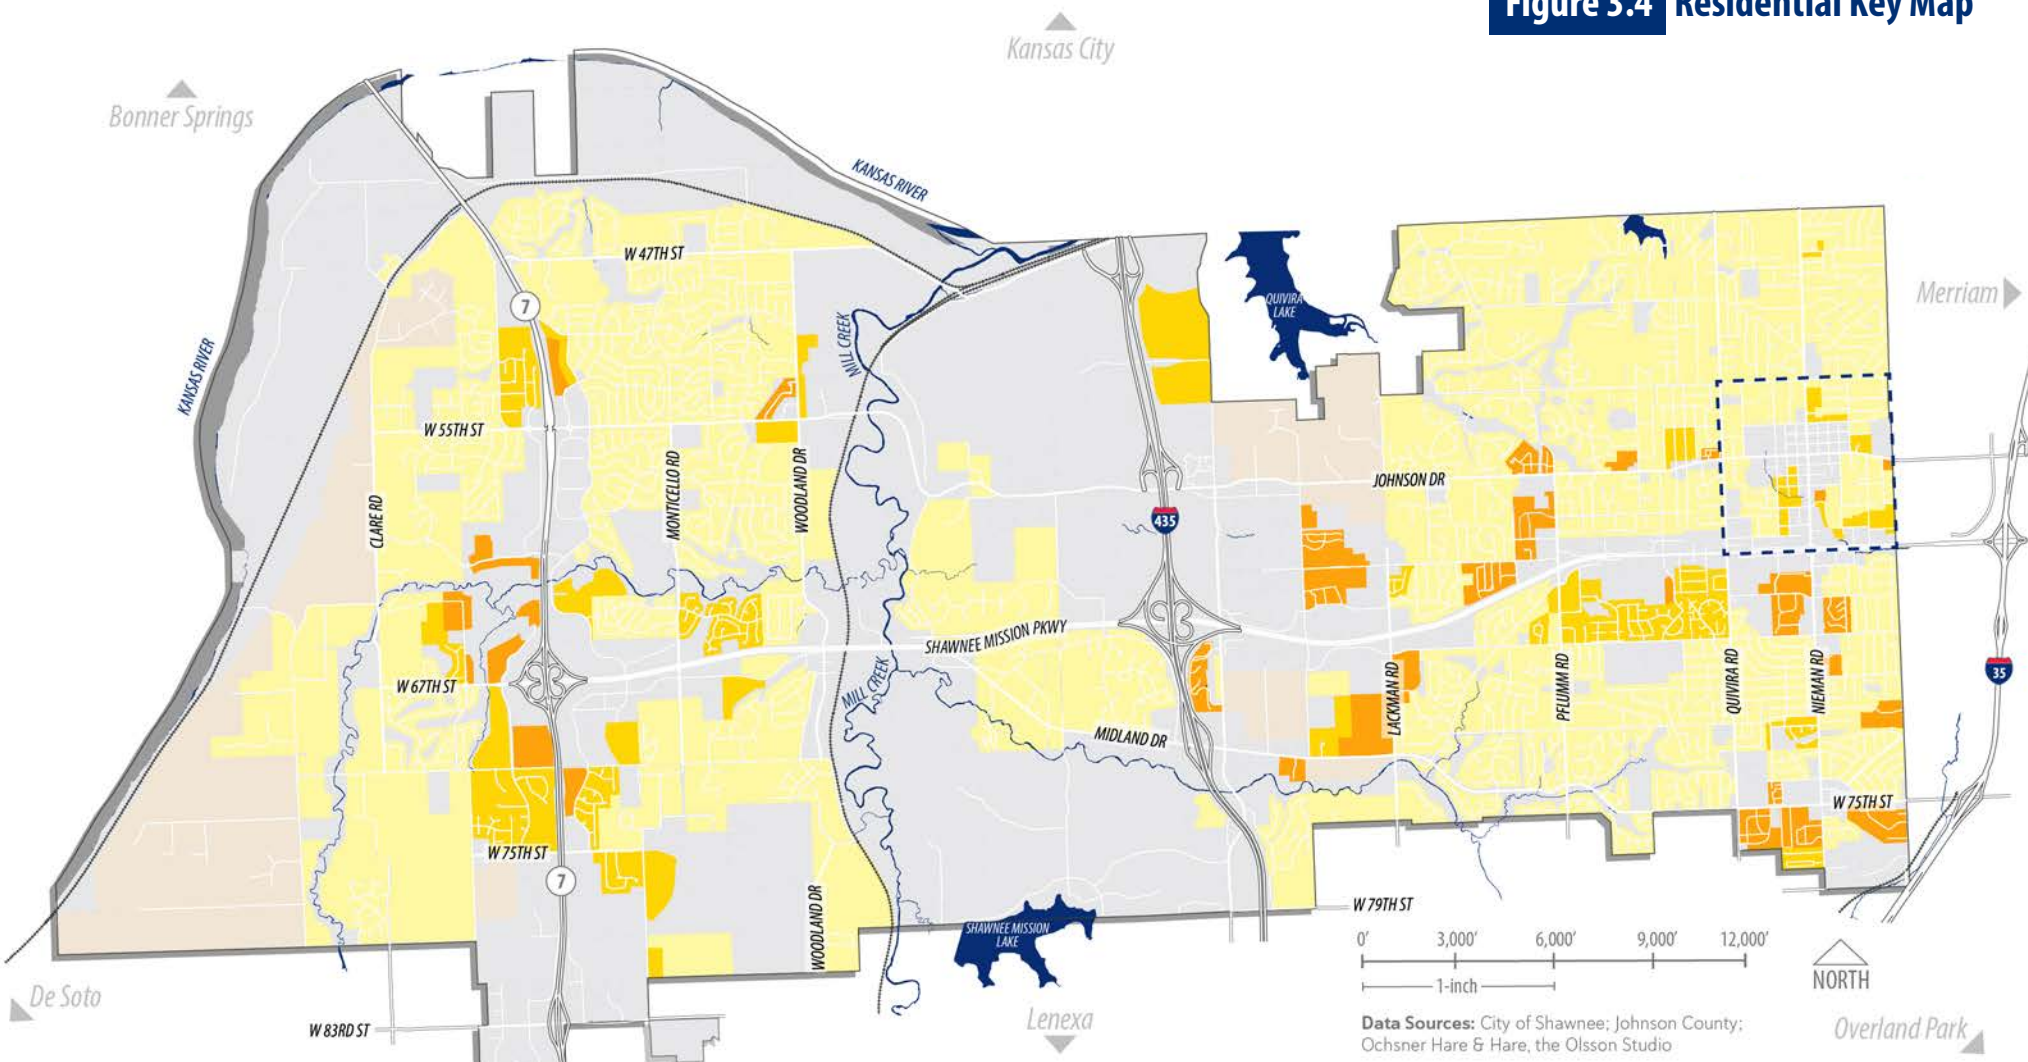 Figure 3.4 Residential Key Map
Kansas City
Bonner Springs
KANSAS RIVER
W 47TH ST
Merriam
QUIVIRA
LAKE
7
MILL CREEK
KANSAS RIVER
W 55TH ST
MONTICELLO RD
WOODLAND DR
JOHNSON DR
CLARE RD
435
SHAWNEE MISSION PKWY
MILL CREEK
W 67TH ST
LACKMAN RD
PFLUMM RD
QUIVIRA RD
NIEMAN RD
35
MIDLAND DR
W 75TH ST
W 75TH ST
7
WOODLAND DR
W 79TH ST
SHAWNEE MISSION
LAKE
0' 3,000' 6,000' 9,000' 12,000'
1-inch
NORTH
De Soto
Lenexa
W 83RD ST
Data Sources: City of Shawnee; Johnson County;
Ochsner Hare & Hare, the Olsson Studio
Overland Park